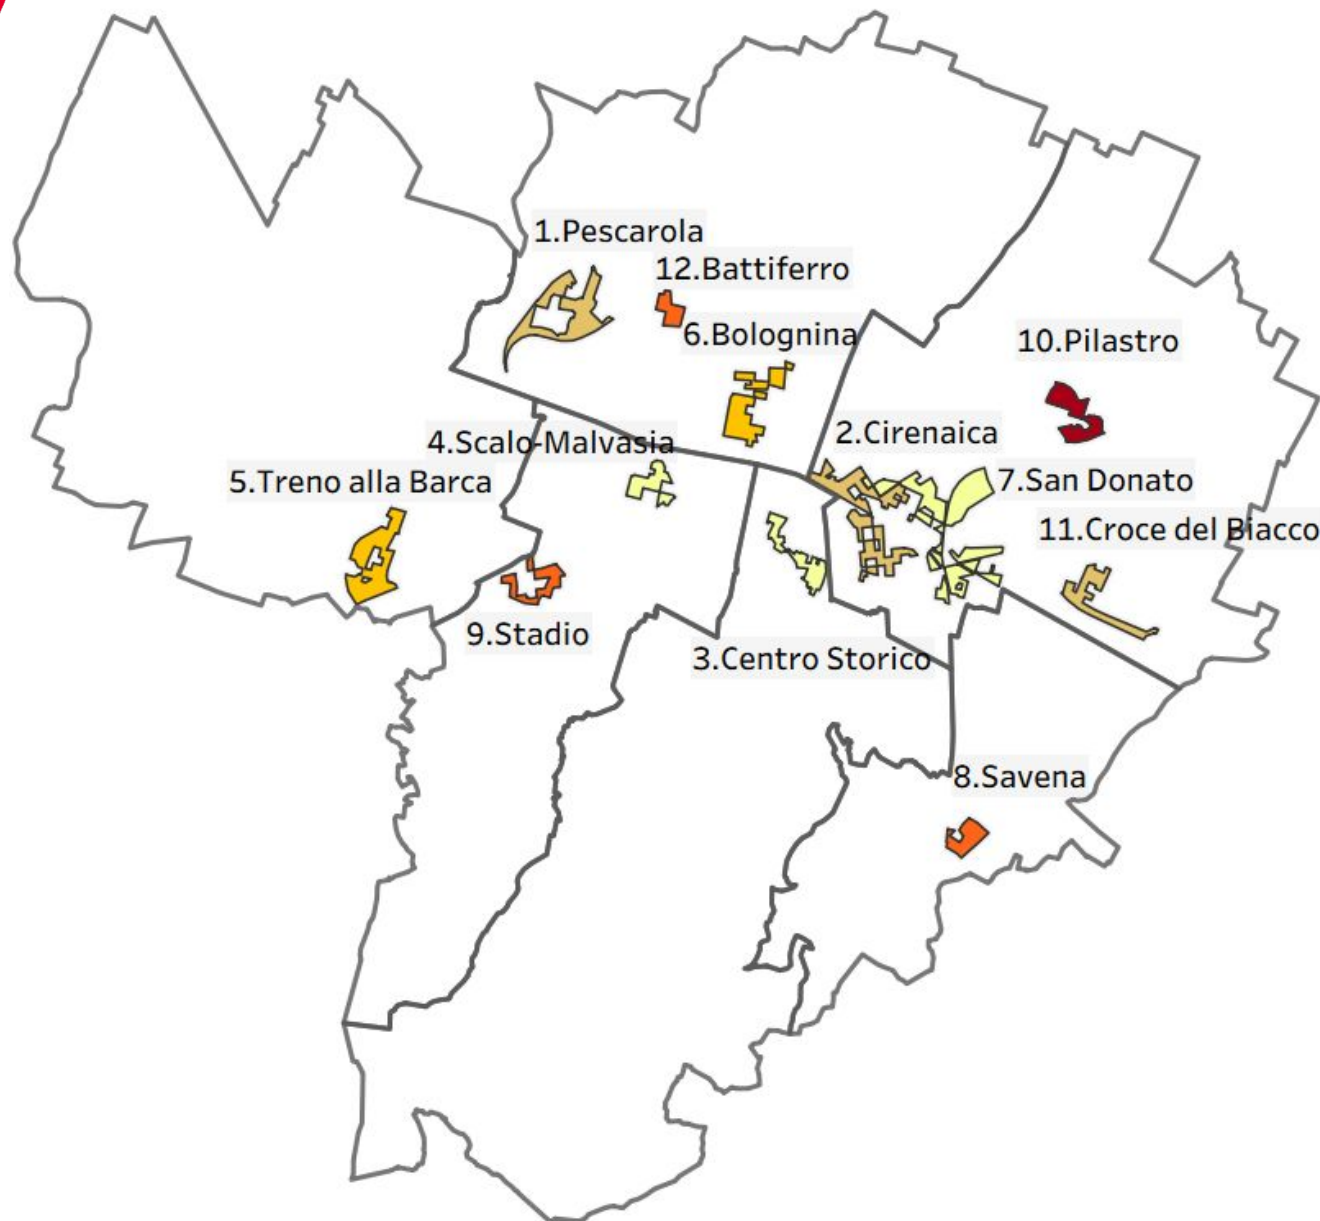 1.Pescarola
12.Battiferro
6.Bolognina
10.Pilastro
2.Cirenaica
4.Scalo-Malvasia
5.Treno alla Barca
7.San Donato
11.Croce del Biacco
9.Stadio
3.Centro Storico
8.Savena